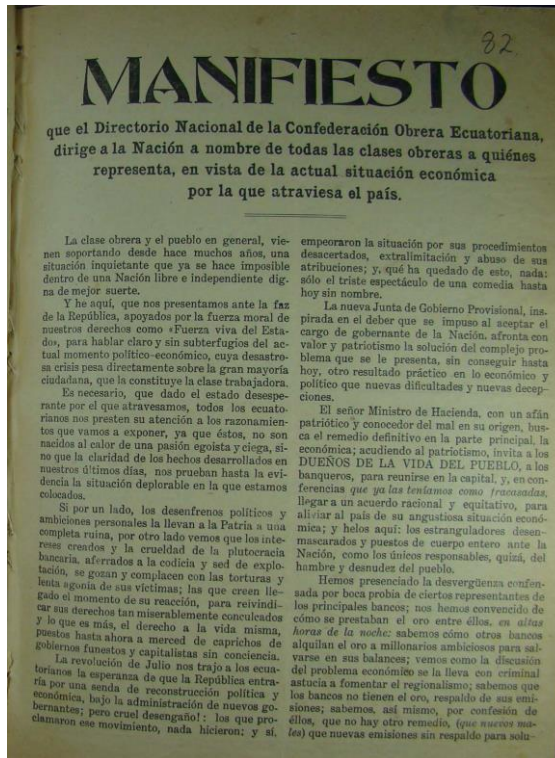 82
MANIFIESTO
que el Directorio Nacional de la Confederación Obrera Ecuatoriana,
dirige a la Nación a nombre de todas las clases obreras a quiénes
representa, en vista de la actual situación económica
por la que atraviesa el país.
La clase obrera y el pueblo en general, vie-
nen soportando desde hace muchos años, una
situación inquietante que ya se hace imposible
dentro de una Nación libre e independiente dig-
na de mejor suerte.
Y he aquí, que nos presentamos ante la faz
de la República, apoyados por la fuerza moral de
nuestros derechos como «Fuerza viva del Esta-
do», para hablar claro y sin subterfugios del ac-
tual momento político-económico, cuya desastro-
sa crisis pesa directamente sobre la gran mayoría
ciudadana, que la constituye la clase trabajadora.
Es necesario, que dado el estado desespe-
rante por el que atravesamos, todos los ecuato-
rianos nos presten su atención a los razonamien-
tos que vamos a exponer, ya que éstos, no son
nacidos al calor de una pasión egoista y ciega, si-
no que la claridad de los hechos desarrollados en
nuestros últimos días, nos prueban hasta la evi-
dencia la situación deplorable en la que estamos
colocados.
Si por un lado, los desenfrenos políticos y
ambiciones personales la llevan a la Patria a una
completa ruina, por otro lado vemos que los inte-
reses creados y la crueldad de la plutocracia
bancaria, aferrados a la codicia y sed de explo-
tación, se gozan y complacen con las torturas y
lenta agonía de sus víctimas; las que creen lle-
gado el momento de su reacción, para reivindi-
car sus derechos tan miserablemente conculcados
y lo que es más, el derecho a la vida misma,
puestos hasta ahora a merced de caprichos de
gobiernos funestos y capitalistas sin conciencia.
La revolución de Julio nos trajo a los ecua-
torianos la esperanza de que la República entra-
ría por una senda de reconstrucción política y
económica, bajo la administración de nuevos go-
bernantes; pero cruel desengaño!: los que pro-
clamaron ese movimiento, nada hicieron; y sí,
empeoraron la situación por sus procedimientos
desacertados, extralimitación y abuso de sus
atribuciones; y, qué ha quedado de esto, nada:
sólo el triste espectáculo de una comedia hasta
hoy sin nombre.
La nueva Junta de Gobierno Provisional, ins-
pirada en el deber que se impuso al aceptar el
cargo de gobernante de la Nación, afronta con
valor y patriotismo la solución del complejo pro-
blema que se le presenta, sin conseguir hasta
hoy, otro resultado práctico en lo económico y
político que nuevas dificultades y nuevas decep-
ciones.
El señor Ministro de Hacienda, con un afán
patriótico y conocedor del mal en su origen, bus-
ca el remedio definitivo en la parte principal, la
económica; acudiendo al patriotismo, invita a los
DUEÑOS DE LA VIDA DEL PUEBLO, a los
banqueros, para reunirse en la capital, y, en con-
ferencias que ya las teníamos como fracasadas,
llegar a un acuerdo racional y equitativo, para
aliviar al país de su angustiosa situación econó-
mica; y helos aquí: los estranguladores desen-
mascarados y puestos de cuerpo entero ante la
Nación, como los únicos responsables, quizá, del
hambre y desnudez del pueblo.
Hemos presenciado la desvergüenza confen-
sada por boca probia de ciertos representantes de
los principales bancos; nos hemos convencido de
cómo se prestaban el oro entre éllos, en altas
horas de la noche: sabemos cómo otros bancos
alquilan el oro a millonarios ambiciosos para sal-
varse en sus balances; vemos como la discusión
del problema económico se la lleva con criminal
astucia a fomentar el regionalismo; sabemos que
los bancos no tienen el oro, respaldo de sus emi-
siones; sabemos, así mismo, por confesión de
éllos, que no hay otro remedio, (que nuevos ma-
les) que nuevas emisiones sin respaldo para solu-